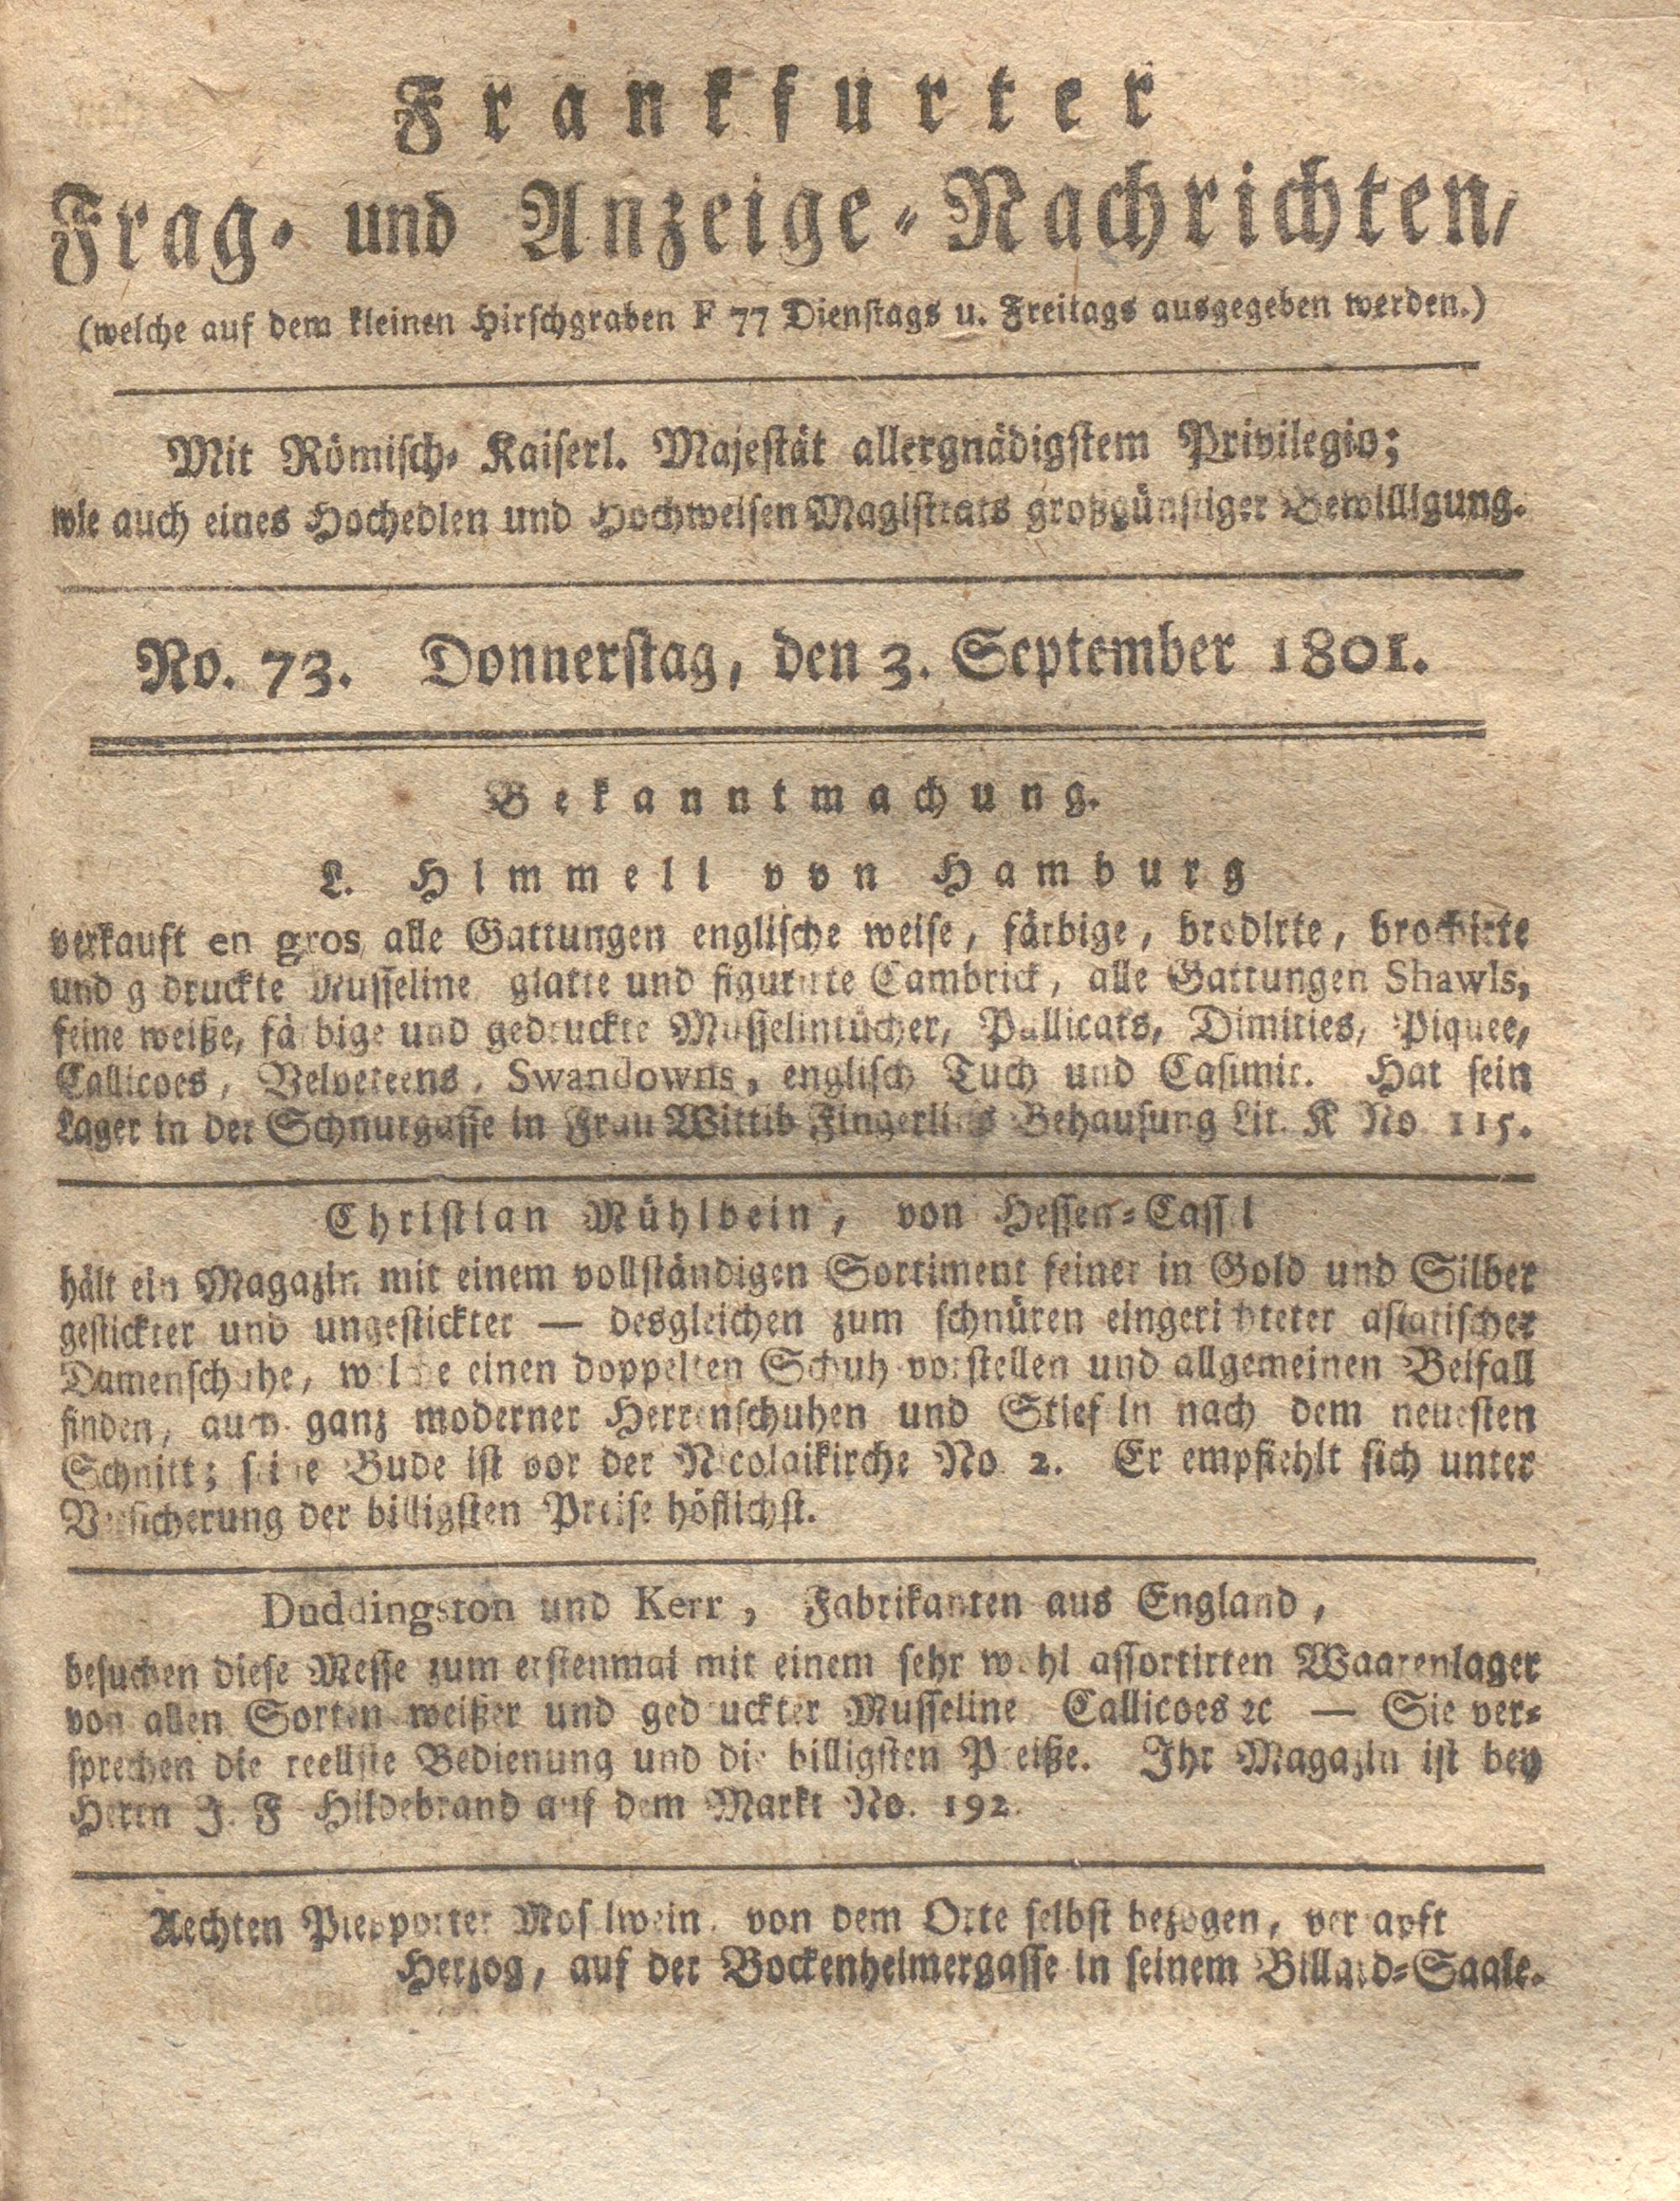 Frankfurter
Frag- und Anzeige-Nachrichten,
(welche auf dem kleinen Hirschgraben F 77 Dienstags u. Freitags ausgegeben werden.)
Mit Römisch- Kaiserl. Majestät allergnädigstem Privilegio;
wie auch eines Hochedlen und Hochweisen Magistrats großgünstiger Bewilligung.
No. 73. Donnerstag, den 3. September 1801.
Bekanntmachung.
L. Himmell von Hamburg
verkauft en gros alle Gattungen englische weise, färbige, brodirte, brochirte
und gedruckte Musseline glatte und figurirte Cambrick, alle Gattungen Shawls,
feine weiße, färbige und gedruckte Musselintücher, Pullicats, Dimities, Piquee,
Callicoes, Velvereens, Swandowns, englisch Tuch und Casimir. Hat sein
Lager in der Schnurgasse in Frau Wittib Fingerlins Behausung Lit. K No 115.
Christian Mühlbein, von Hessen-Cassel
hält ein Magazin mit einem vollständigen Sortiment feiner in Gold und Silber
gestickter und ungestickter — desgleichen zum schnüren eingerichteter asiatischer
Damenschuhe, welche einen doppelten Schuh vorstellen und allgemeinen Beifall
finden, auch ganz moderner Herrenschuhen und Stiefeln nach dem neuesten
Schnitt; seine Bude ist vor der Nicolaikirche No 2. Er empfiehlt sich unter
Versicherung der billigsten Preise höflichst.
Duddingston und Kerr, Fabrikanten aus England,
besuchen diese Messe zum erstenmal mit einem sehr wohl assortirten Waarenlager
von allen Sorten weißer und gedruckter Musseline Callicoes ꝛc — Sie ver-
sprechen die reellste Bedienung und die billigsten Preiße. Ihr Magazin ist bey
Herrn J. F Hildebrand auf dem Markt No. 192.
Aechten Piesporter Moslwein, von dem Orte selbst bezogen, verzapft
Herzog, auf der Bockenheimergasse in seinem Billard-Saale.